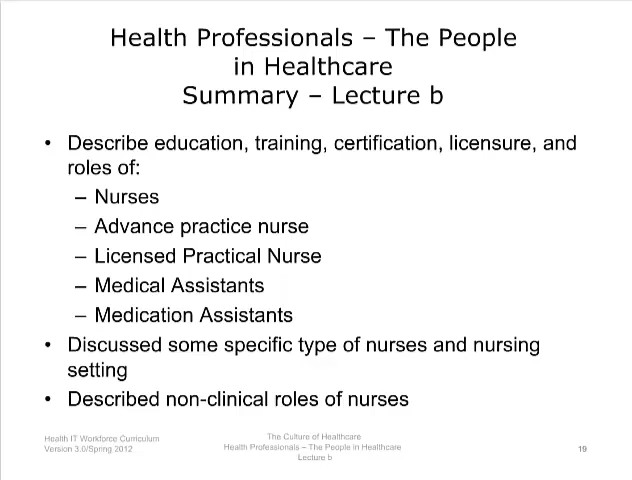 Health Professionals – The People
in Healthcare
Summary – Lecture b
• Describe education, training, certification, licensure, and
roles of:
– Nurses
– Advance practice nurse
– Licensed Practical Nurse
– Medical Assistants
– Medication Assistants
• Discussed some specific type of nurses and nursing
setting
• Described non-clinical roles of nurses
Health IT Workforce Curriculum
Version 3.0/Spring 2012
The Culture of Healthcare
Health Professionals – The People in Healthcare
Lecture b
19